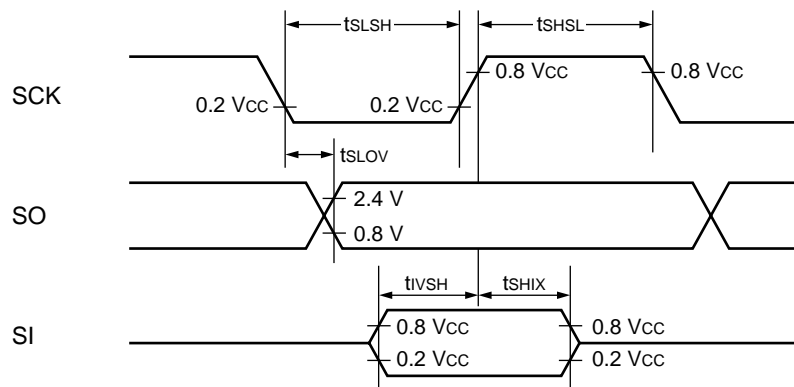 tSLSH tSHSL
SCK 0.8 VCC 0.8 VCC
0.2 VCC 0.2 VCC
tSLOV
SO 2.4 V
0.8 V
tIVSH tSHIX
SI 0.8 VCC 0.8 VCC
0.2 VCC 0.2 VCC